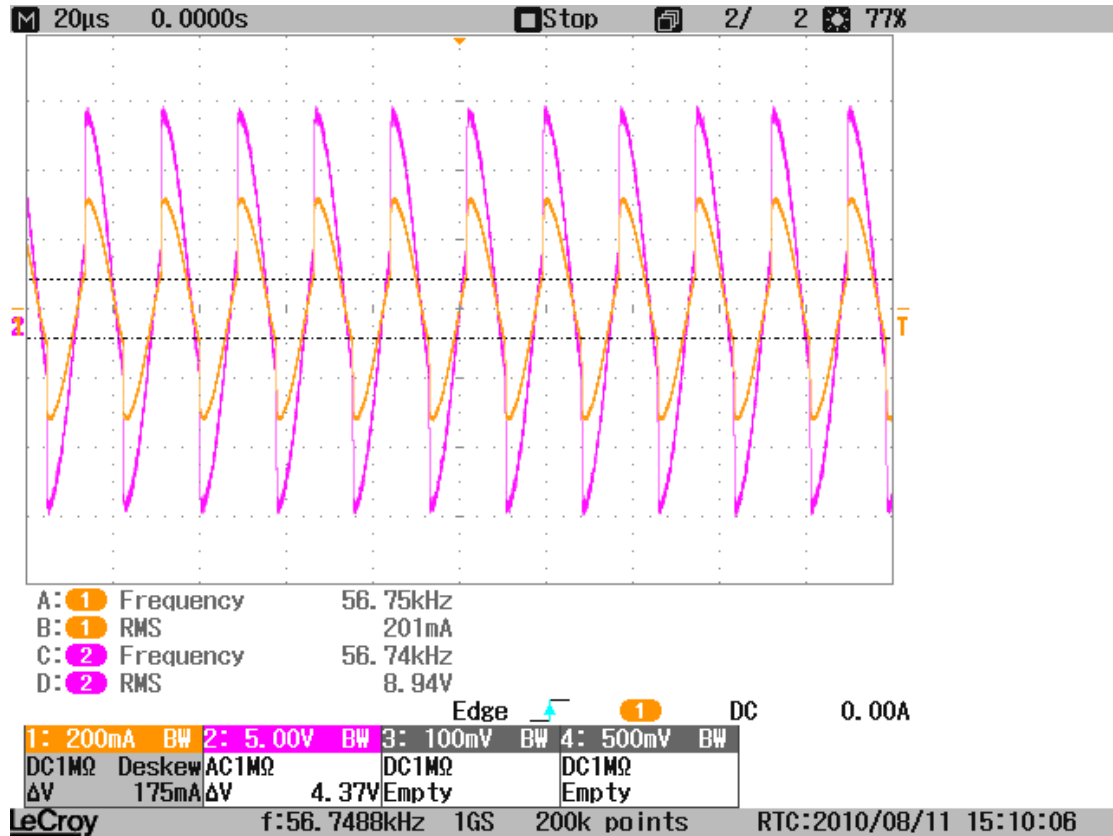 M 20µs 0.0000s Stop 2/ 2 77%
2 T
A: 1 Frequency 56.75kHz
B: 1 RMS 201mA
C: 2 Frequency 56.74kHz
D: 2 RMS 8.94V
Edge 1 DC 0.00A
1: 200mA BW 2: 5.00V BW 3: 100mV BW 4: 500mV BW
DC1MΩ Deskew AC1MΩ DC1MΩ DC1MΩ
ΔV 175mA ΔV 4.37V Empty Empty
LeCroy f:56.7488kHz 1GS 200k points RTC:2010/08/11 15:10:06